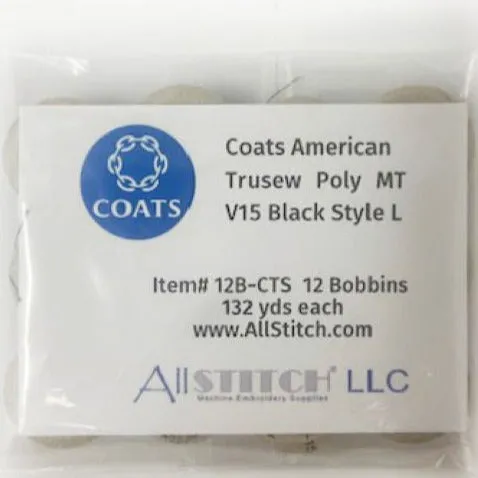 COATS
Coats American
Trusew Poly MT
V15 Black Style L
Item# 12B-CTS 12 Bobbins
132 yds each
www.AllStitch.com
AllSTITCH® LLC
Machine Embroidery Supplies